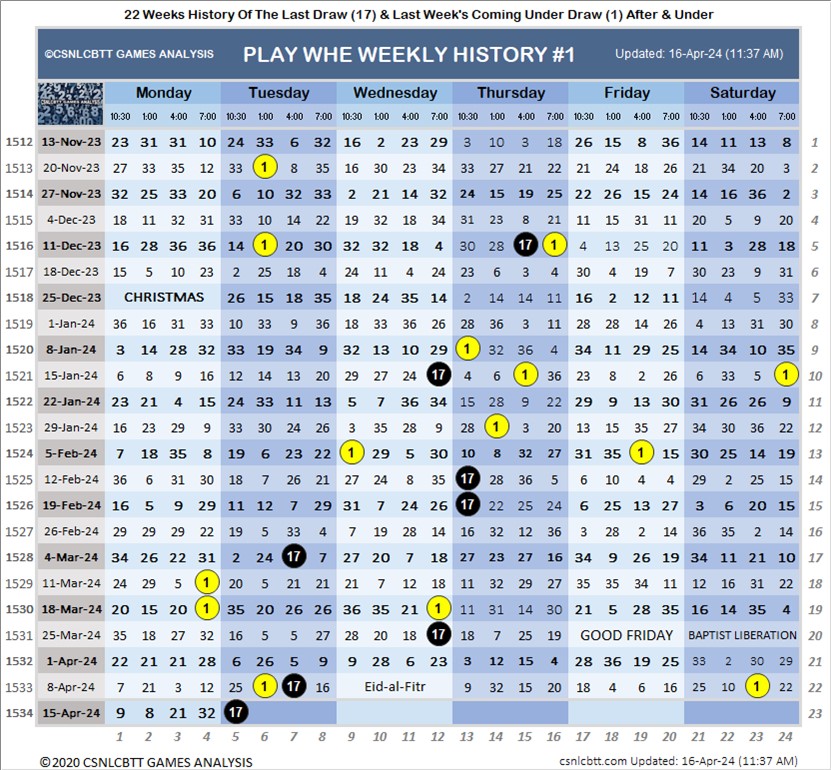 22 Weeks History Of The Last Draw (17) & Last Week's Coming Under Draw (1) After & Under
©CSNLCBTT GAMES ANALYSIS PLAY WHE WEEKLY HISTORY #1 Updated: 16-Apr-24 (11:37 AM)
CSNLCBTT GAMES ANALYSIS Monday Tuesday Wednesday Thursday Friday Saturday
10:30 1:00 4:00 7:00 10:30 1:00 4:00 7:00 10:30 1:00 4:00 7:00 10:30 1:00 4:00 7:00 10:30 1:00 4:00 7:00 10:30 1:00 4:00 7:00
1512 13-Nov-23 23 31 31 10 24 33 6 32 16 2 23 29 3 10 3 18 26 15 8 36 14 11 13 8 1
1513 20-Nov-23 27 33 35 12 33 1 8 35 16 30 23 34 33 27 21 22 21 24 18 26 21 34 20 3 2
1514 27-Nov-23 32 25 33 20 6 10 32 33 2 21 14 32 24 15 19 25 22 26 15 24 14 16 36 2 3
1515 4-Dec-23 18 11 32 31 33 10 14 22 19 32 18 34 31 23 8 21 11 15 4 31 20 5 9 20 4
1516 11-Dec-23 16 28 36 36 14 1 20 30 32 32 18 4 30 28 17 1 4 13 25 20 11 3 28 18 5
1517 18-Dec-23 15 5 10 23 2 25 18 4 24 11 4 24 23 6 3 4 30 4 19 7 30 23 9 31 6
1518 25-Dec-23 CHRISTMAS 26 15 18 35 18 24 35 14 2 14 14 11 16 2 12 11 14 4 5 33 7
1519 1-Jan-24 36 16 31 31 10 33 9 36 18 33 36 26 28 36 3 11 28 28 14 26 4 13 31 30 8
1520 8-Jan-24 3 14 28 32 33 19 34 9 32 13 10 29 1 32 36 4 34 11 29 25 14 34 10 35 9
1521 15-Jan-24 6 8 9 16 12 14 13 20 29 27 24 17 4 6 1 36 23 8 2 26 6 33 5 1 10
1522 22-Jan-24 23 21 4 15 24 33 11 13 5 7 36 34 15 28 9 22 29 9 13 30 31 26 26 9 11
1523 29-Jan-24 16 23 29 9 33 30 24 26 3 35 28 9 28 1 3 20 13 15 35 27 34 30 36 22 12
1524 5-Feb-24 7 18 35 8 19 6 23 22 1 29 5 30 10 8 32 27 31 35 1 15 30 25 14 19 13
1525 12-Feb-24 36 6 31 30 18 7 26 21 27 24 8 35 17 28 36 5 6 10 4 4 29 2 25 15 14
1526 19-Feb-24 16 5 9 29 11 12 7 29 31 7 24 26 17 22 25 24 6 25 13 27 3 6 20 15 15
1527 26-Feb-24 29 29 29 22 19 5 33 4 7 19 28 14 16 32 12 36 3 28 2 14 36 35 2 14 16
1528 4-Mar-24 34 26 22 31 2 24 17 7 27 20 7 18 27 23 27 16 34 9 26 19 34 11 21 10 17
1529 11-Mar-24 24 29 5 1 20 5 21 21 21 7 12 18 11 32 29 27 35 35 34 11 12 16 31 22 18
1530 18-Mar-24 20 15 20 1 35 20 26 26 36 35 21 1 11 31 14 30 21 5 28 35 16 14 35 4 19
1531 25-Mar-24 35 18 27 32 16 5 5 27 28 20 18 17 18 7 25 19 GOOD FRIDAY BAPTIST LIBERATION 20
1532 1-Apr-24 22 21 21 8 6 26 5 9 9 28 6 23 3 12 15 4 28 36 19 25 33 2 30 29 21
1533 8-Apr-24 7 21 3 12 25 1 17 16 Eid-al-Fitr 9 32 15 20 18 4 6 16 25 10 1 22 22
1534 15-Apr-24 9 8 21 32 17 23
1 2 3 4 5 6 7 8 9 10 11 12 13 14 15 16 17 18 19 20 21 22 23 24
©2020 CSNLCBTT GAMES ANALYSIS csnlcbtt.com Updated: 16-Apr-24 (11:37 AM)